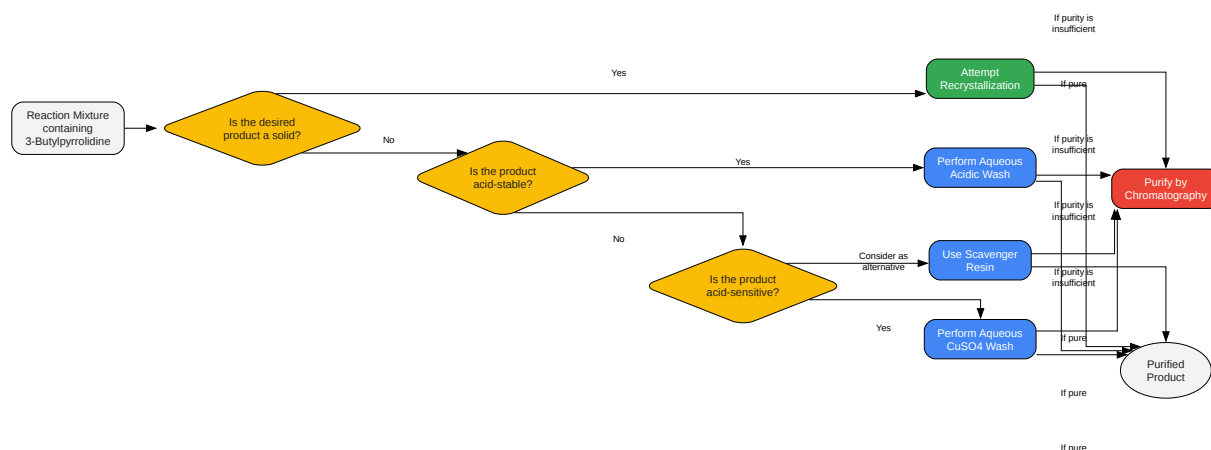 If purity is
insufficient
Attempt
Recrystallization
Yes
If pure
Reaction Mixture
containing
3-Butylpyrrolidine
Is the desired
product a solid?
No
If purity is
insufficient
Is the product
acid-stable?
Yes
Perform Aqueous
Acidic Wash
Purify by
Chromatography
If purity is
insufficient
No
Consider as
alternative
Use Scavenger
Resin
Is the product
acid-sensitive?
If purity is
insufficient
Yes
Perform Aqueous
CuSO4 Wash
If pure
Purified
Product
If pure
If pure